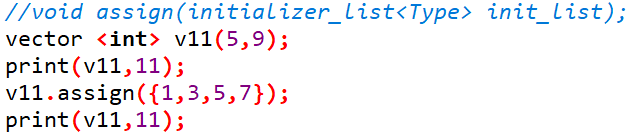 //void assign(initializer_list<Type> init_list);
vector <int> v11(5,9);
print(v11,11);
v11.assign({1,3,5,7});
print(v11,11);